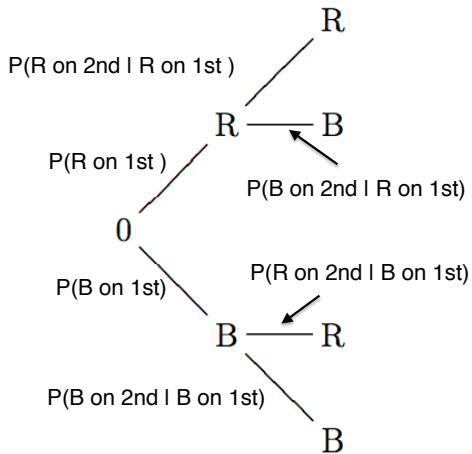 R
P(R on 2nd | R on 1st )
R B
P(R on 1st )
P(B on 2nd | R on 1st)
0
P(R on 2nd | B on 1st)
P(B on 1st)
B R
P(B on 2nd | B on 1st)
B